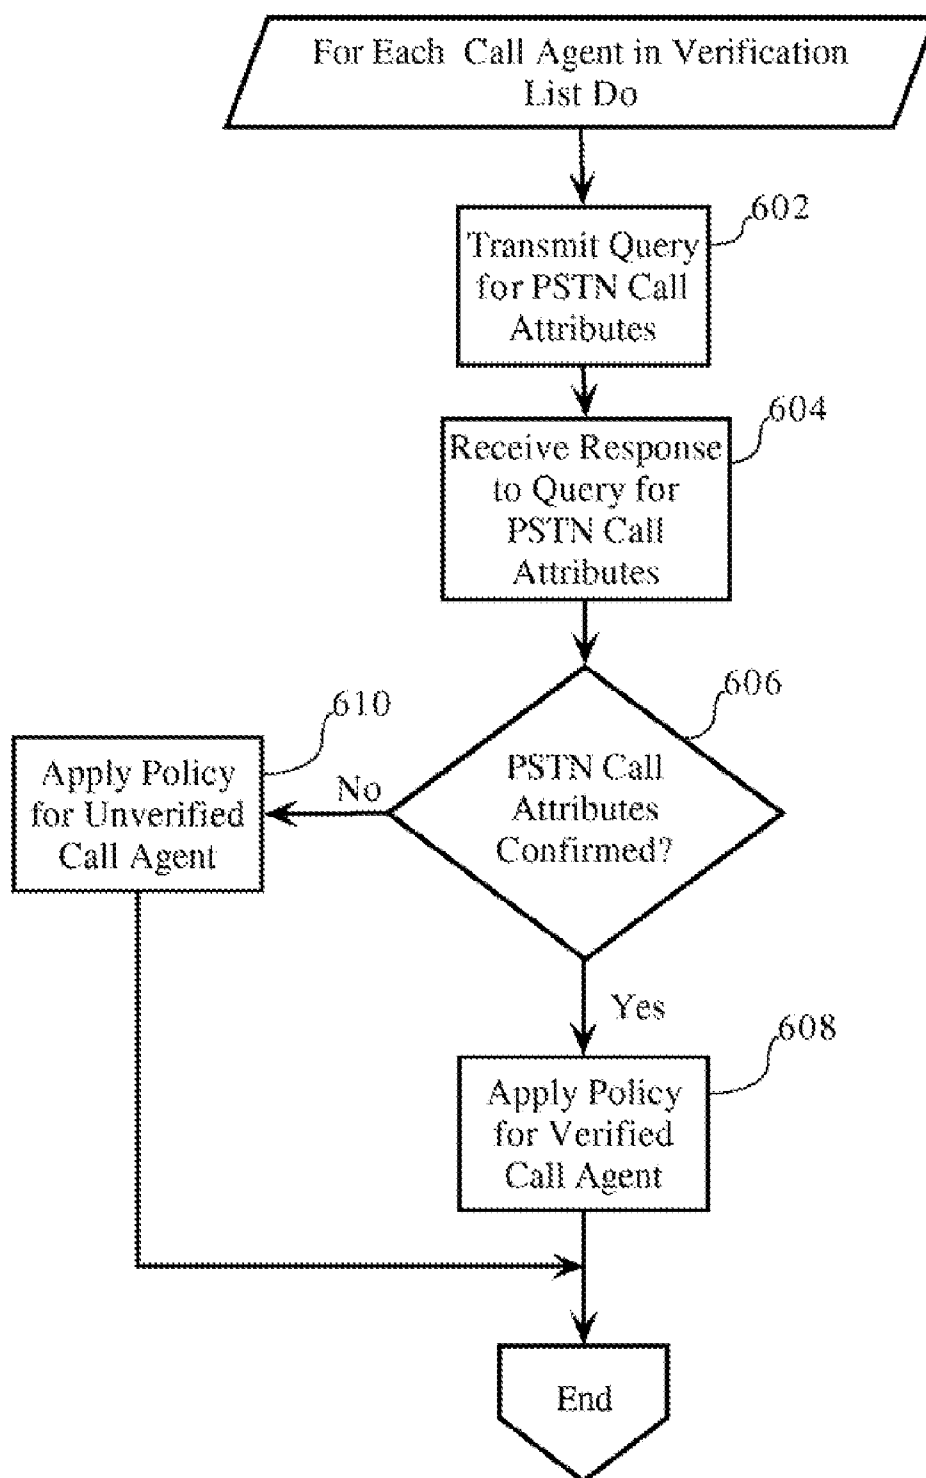 For Each Call Agent in Verification
List Do
602
Transmit Query
for PSTN Call
Attributes
604
Receive Response
to Query for
PSTN Call
Attributes
606
PSTN Call
Attributes
Confirmed?
610
No
Apply Policy
for Unverified
Call Agent
Yes
608
Apply Policy
for Verified
Call Agent
End